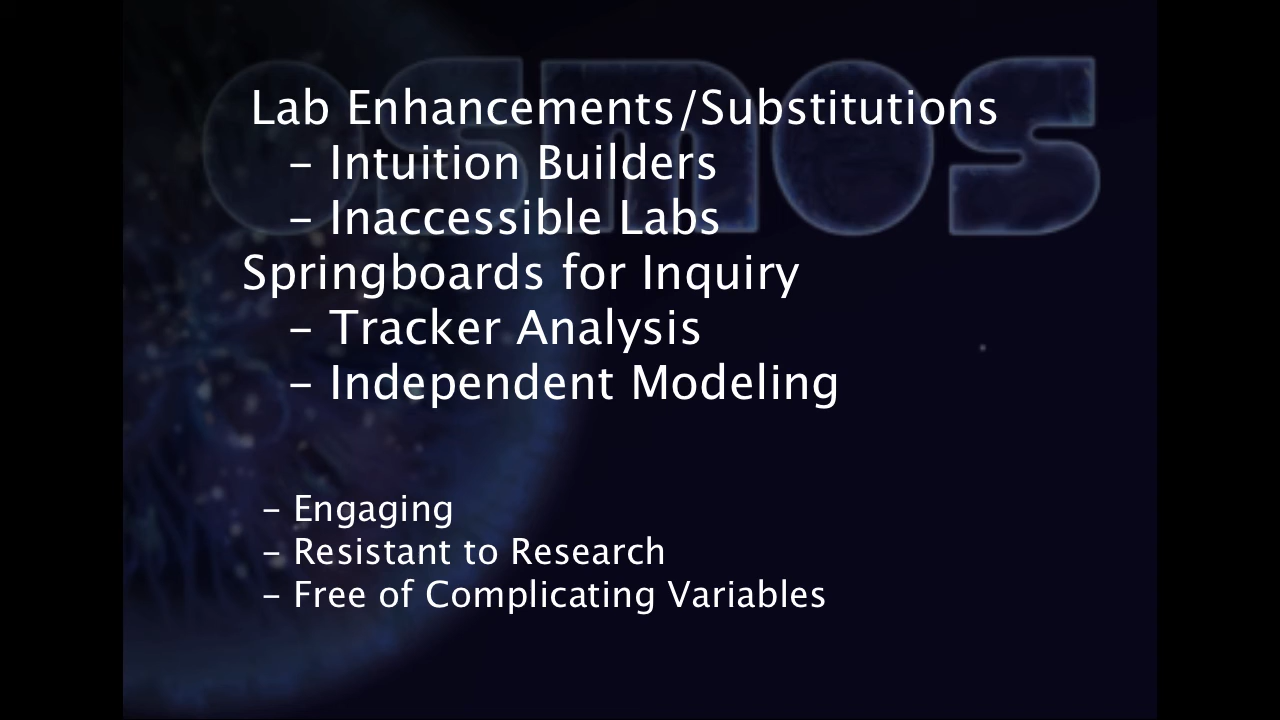 osmos
Lab Enhancements/Substitutions
– Intuition Builders
– Inaccessible Labs
Springboards for Inquiry
– Tracker Analysis
– Independent Modeling
– Engaging
– Resistant to Research
– Free of Complicating Variables